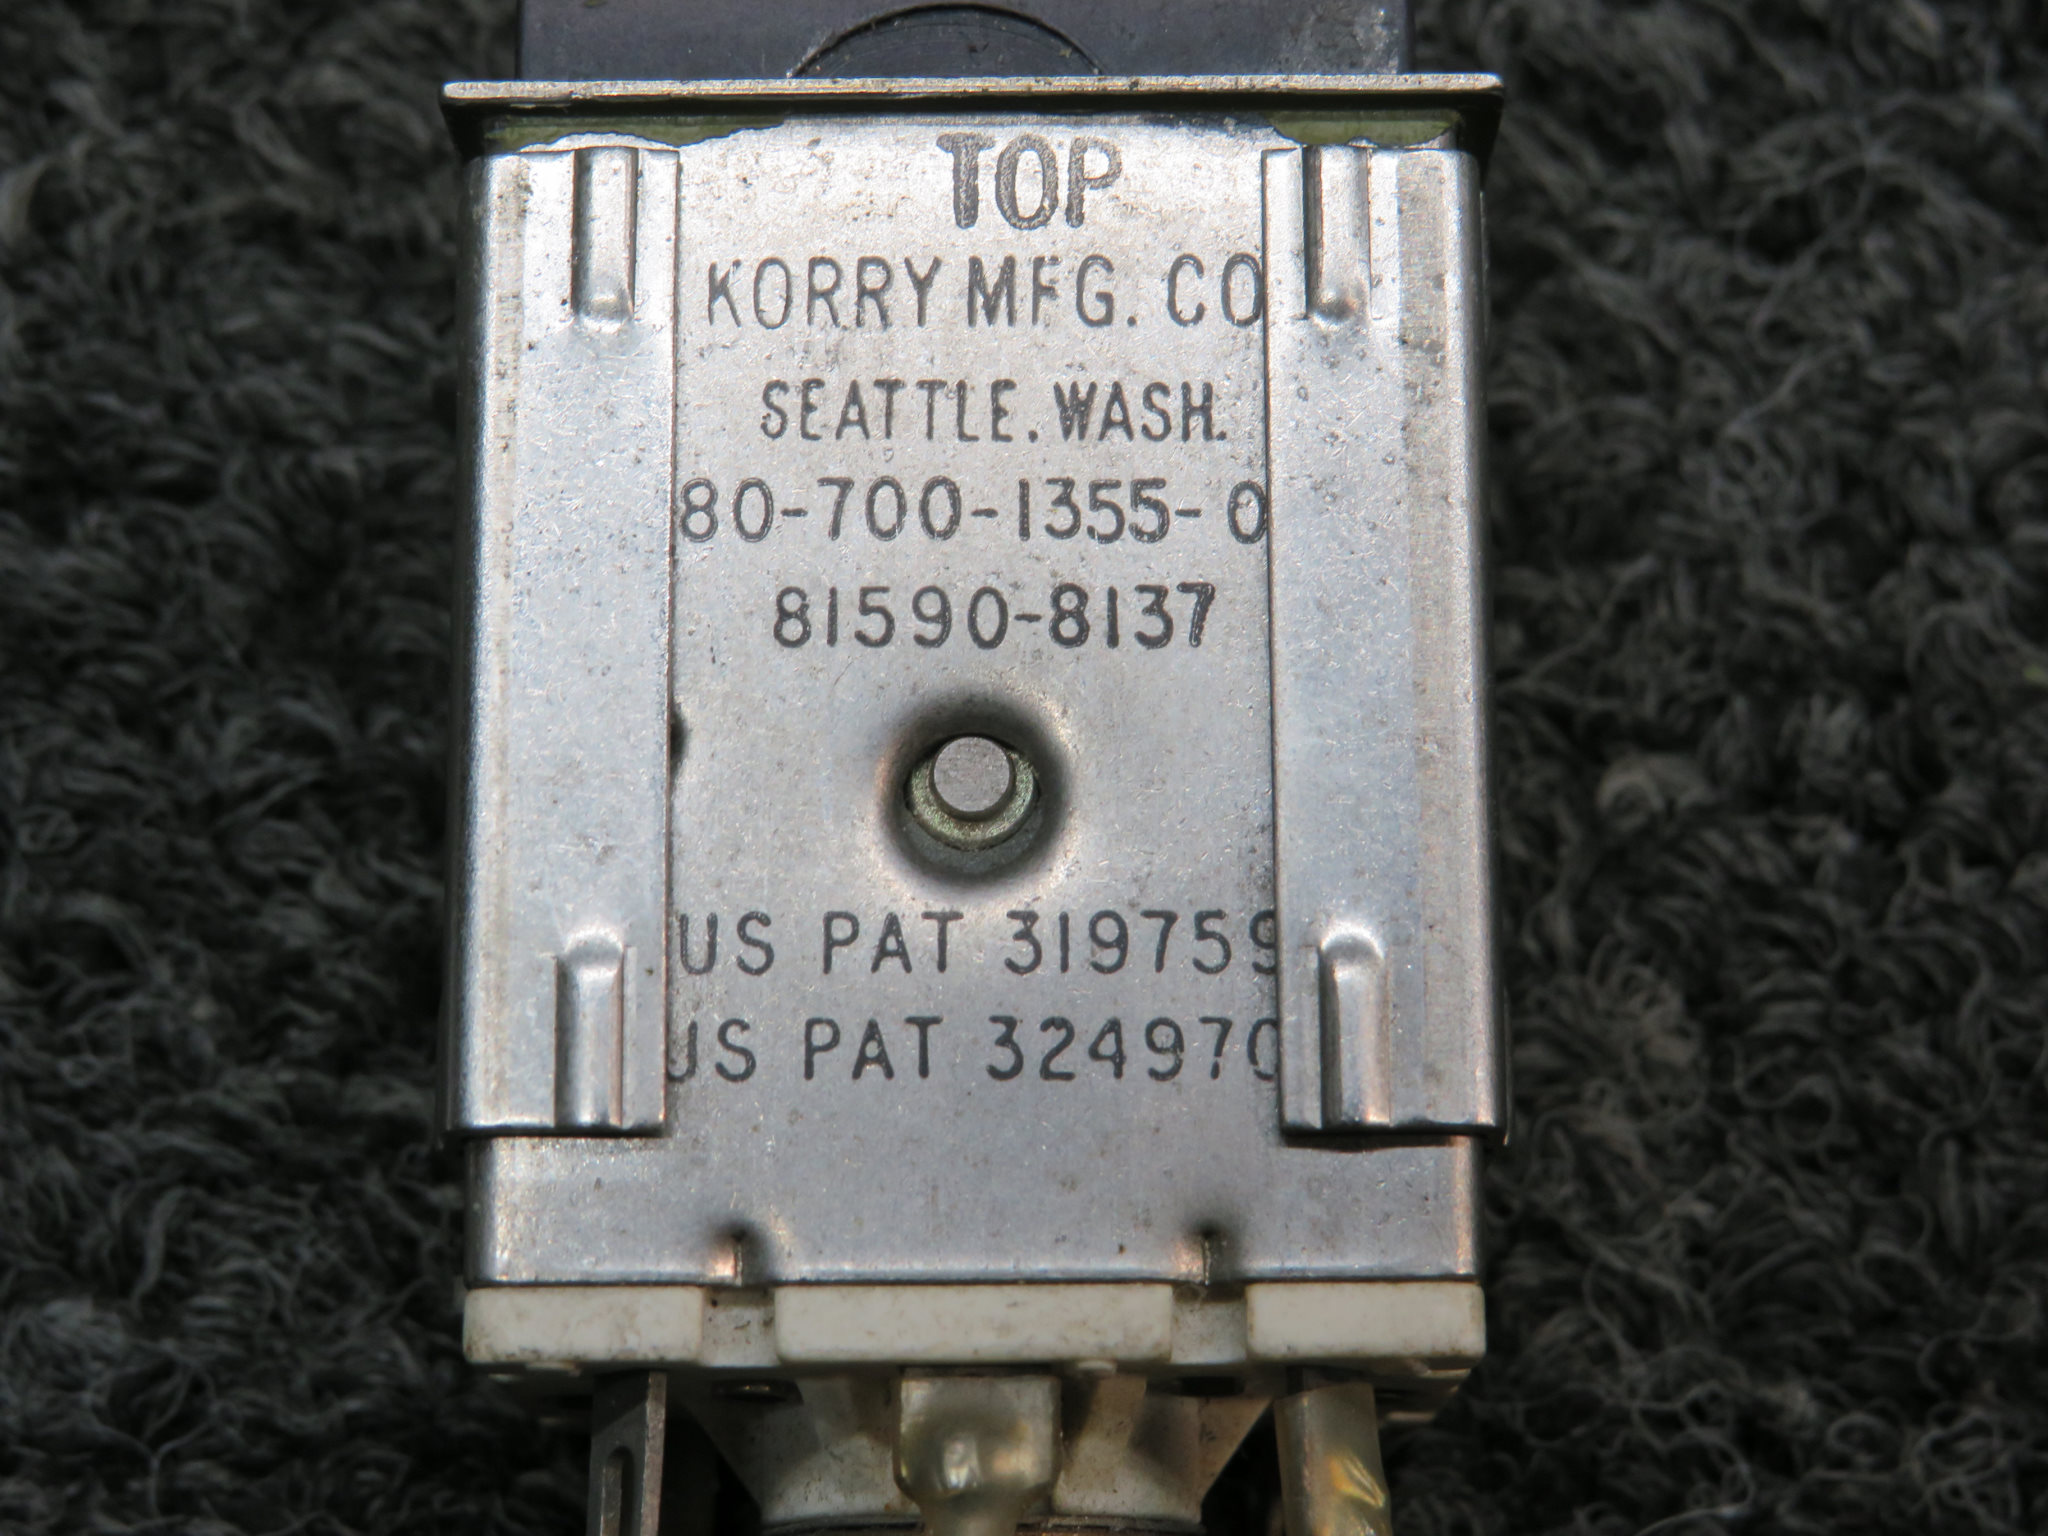 TOP
KORRY MFG. CO
SEATTLE. WASH.
80-700-1355-0
81590-8137
US PAT 319759
US PAT 324970